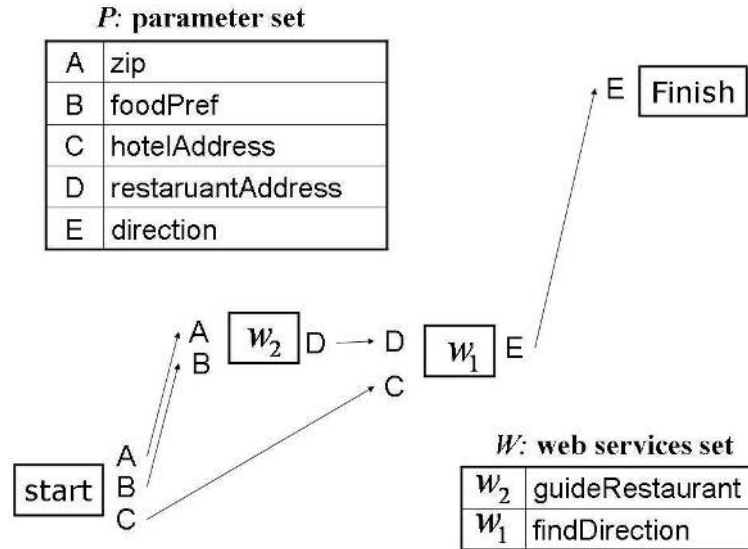 P: parameter set
A zip
B foodPref
C hotelAddress
D restaruantAddress
E direction
E Finish
A
B
w2
D
D
C
w1
E
start
A
B
C
W: web services set
w2 guideRestaurant
w1 findDirection